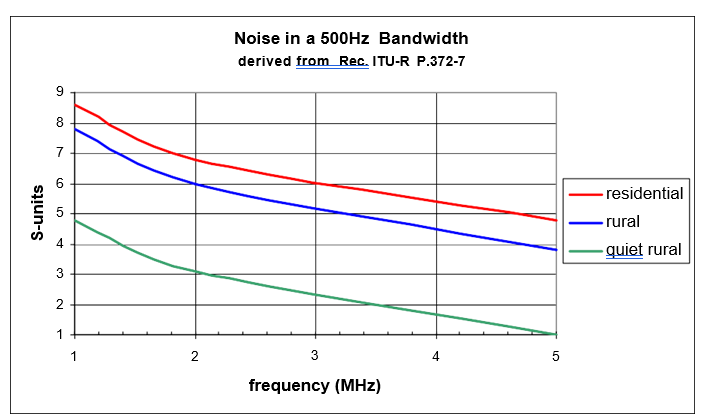 Noise in a 500Hz Bandwidth
derived from Rec. ITU-R P.372-7
9
8
7
6
5
4
3
2
1
S-units
1 2 3 4 5
frequency (MHz)
residential
rural
quiet rural